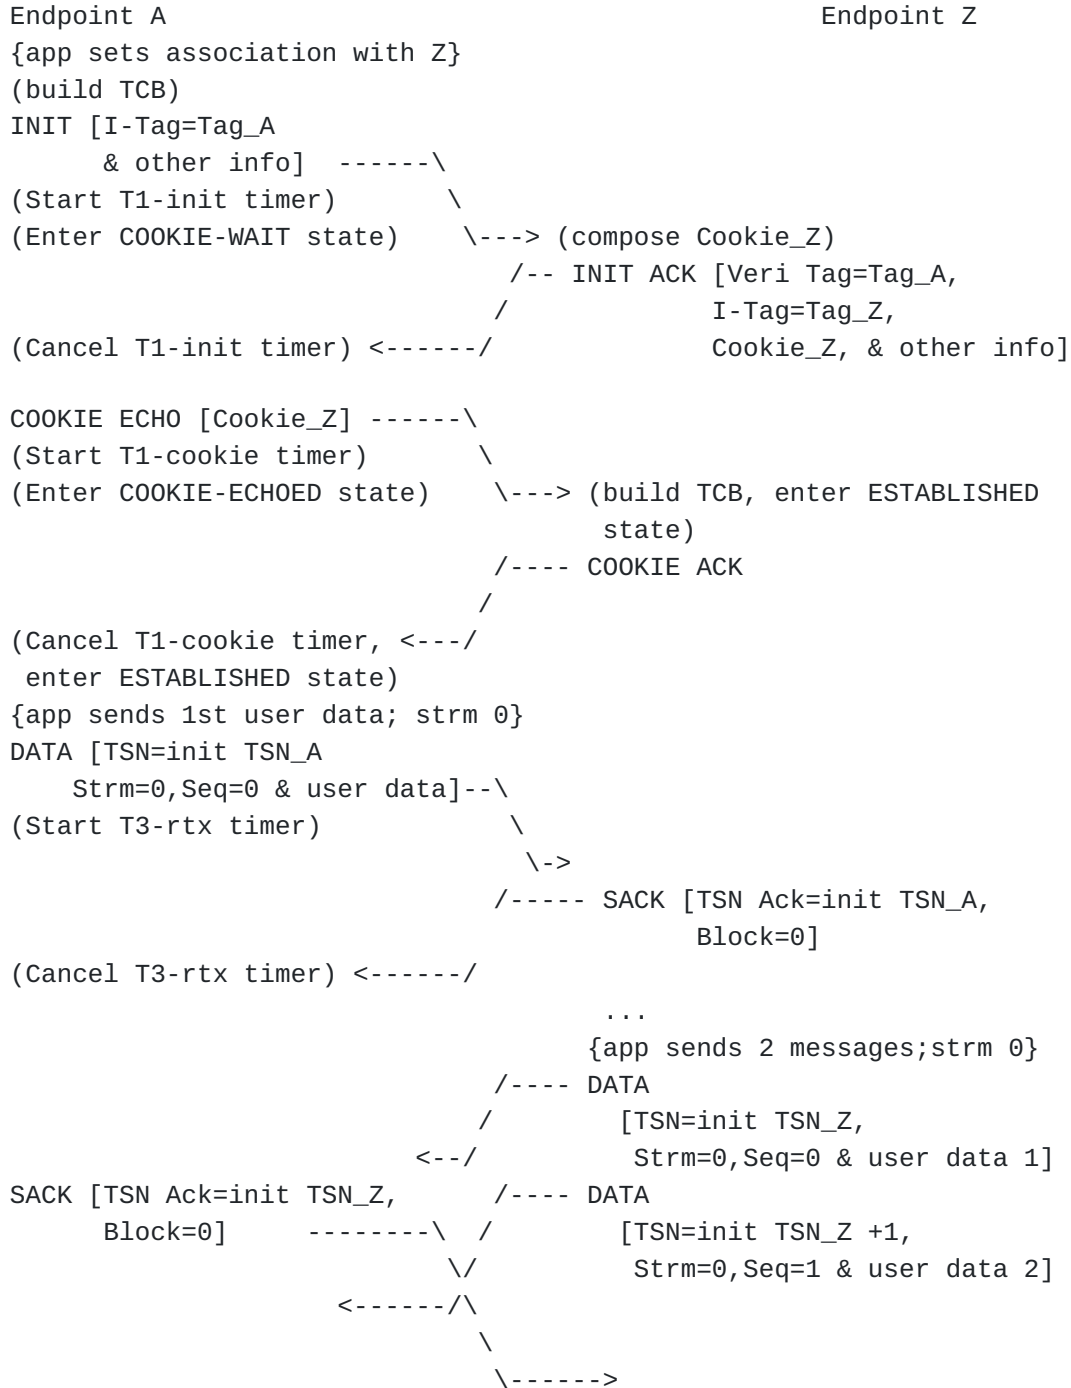 Endpoint A                                          Endpoint Z
{app sets association with Z}
(build TCB)
INIT [I-Tag=Tag_A
      & other info]  ------\
(Start T1-init timer)       \
(Enter COOKIE-WAIT state)    \---> (compose Cookie_Z)
                                /-- INIT ACK [Veri Tag=Tag_A,
                               /             I-Tag=Tag_Z,
(Cancel T1-init timer) <------/              Cookie_Z, & other info]

COOKIE ECHO [Cookie_Z] ------\
(Start T1-cookie timer)       \
(Enter COOKIE-ECHOED state)    \---> (build TCB, enter ESTABLISHED
                                      state)
                               /---- COOKIE ACK
                              /
(Cancel T1-cookie timer, <---/
 enter ESTABLISHED state)
{app sends 1st user data; strm 0}
DATA [TSN=init TSN_A
    Strm=0,Seq=0 & user data]--\
(Start T3-rtx timer)            \
                                 \->
                               /----- SACK [TSN Ack=init TSN_A,
                                            Block=0]
(Cancel T3-rtx timer) <------/
                                      ...
                                     {app sends 2 messages;strm 0}
                               /---- DATA
                              /        [TSN=init TSN_Z,
                          <--/          Strm=0,Seq=0 & user data 1]
SACK [TSN Ack=init TSN_Z,      /---- DATA
      Block=0]     --------\  /        [TSN=init TSN_Z +1,
                            \/          Strm=0,Seq=1 & user data 2]
                     <------/\
                              \
                               \------>